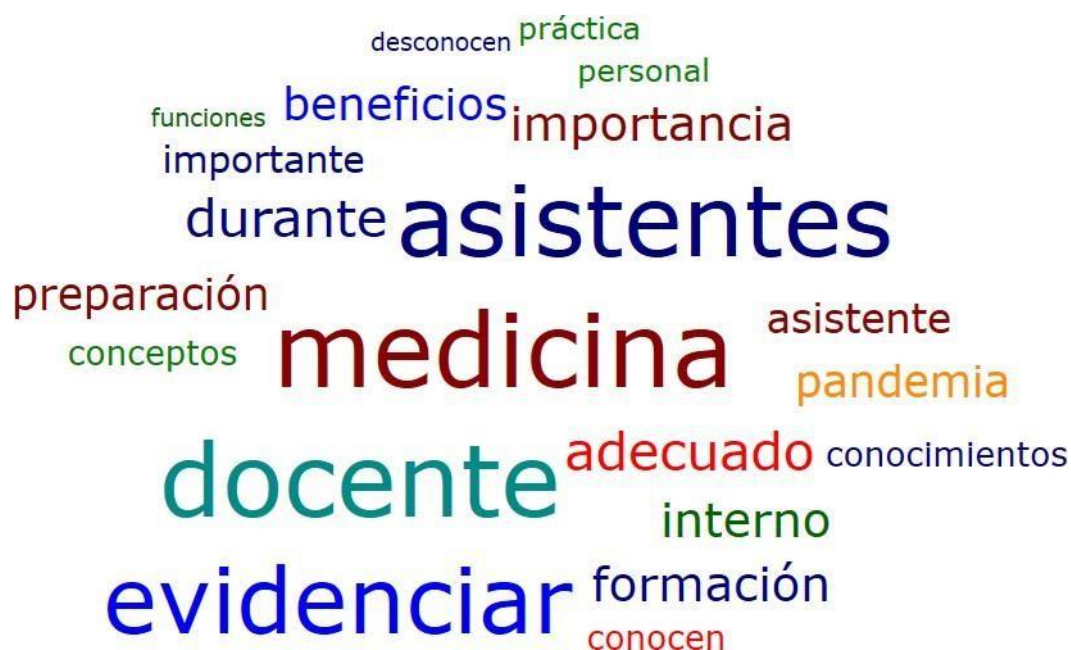 desconocen práctica
personal
funciones beneficios importancia
importante
durante asistentes
preparación
medicina asistente
conceptos
pandemia
docente adecuado conocimientos
interno
evidenciar formación
conocen